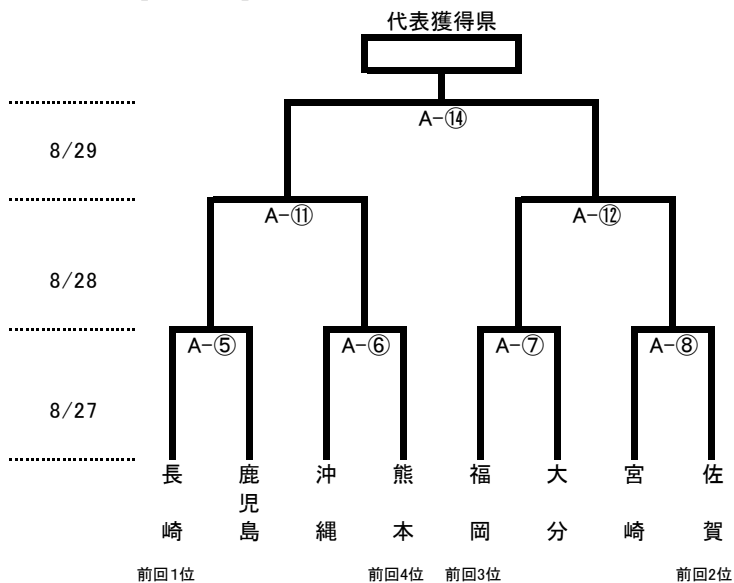 代表獲得県
A-⑭
8/29
A-⑪
A-⑫
8/28
A-⑤
A-⑥
A-⑦
A-⑧
8/27
長崎
鹿児島
沖縄
熊本
福岡
大分
宮崎
佐賀
前回1位
前回4位
前回3位
前回2位